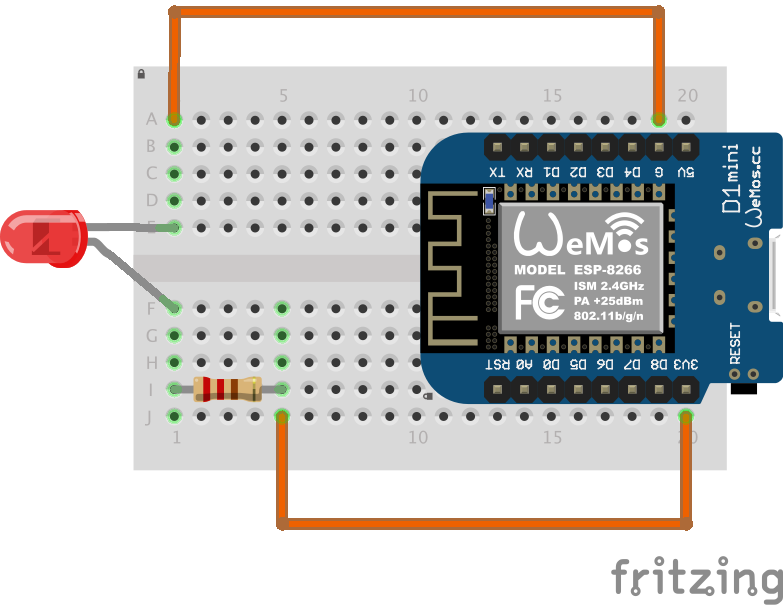 5 10 15 20
A
B
C
D
E
F
G
H
I
J
1 10 15 20
TX RX D1 D2 D3 D4 G 5V
D1 mini
WeMos.cc
WeMos
MODEL ESP-8266
ISM 2.4GHz
PA +25dBm
802.11b/g/n
FC
RESET
RST A0 D0 D5 D6 D7 D8 3V3
fritzing